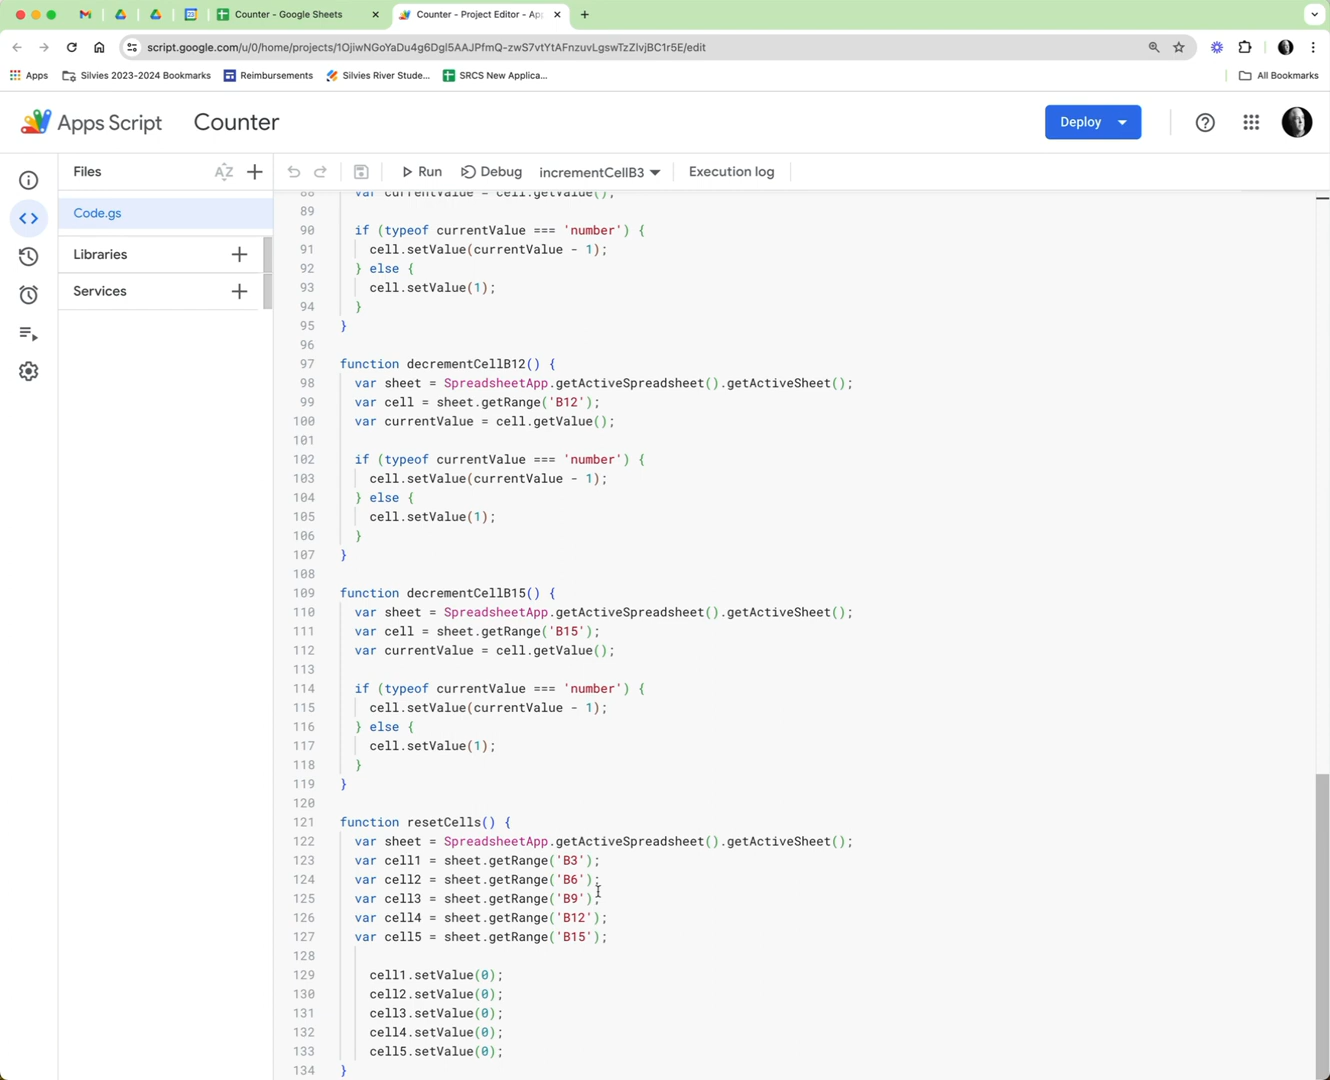 Counter - Google Sheets
Counter - Project Editor - Ap
script.google.com/u/0/home/projects/1OjiwNGoYaDu4g6DgI5AAJPfmQ-zwS7vtYtAFnzuvLgswTzZIvjBC1r5E/edit
Apps
Silvies 2023-2024 Bookmarks
Reimbursements
Silvies River Stude...
SRCS New Applica...
All Bookmarks
Apps Script
Counter
Deploy
Files
AZ
Run
Debug
incrementCellB3
Execution log
Code.gs
Libraries
Services
88 var currentValue = cell.getValue();
89
90 if (typeof currentValue === 'number') {
91 cell.setValue(currentValue - 1);
92 } else {
93 cell.setValue(1);
94 }
95 }
96
97 function decrementCellB12() {
98 var sheet = SpreadsheetApp.getActiveSpreadsheet().getActiveSheet();
99 var cell = sheet.getRange('B12');
100 var currentValue = cell.getValue();
101
102 if (typeof currentValue === 'number') {
103 cell.setValue(currentValue - 1);
104 } else {
105 cell.setValue(1);
106 }
107 }
108
109 function decrementCellB15() {
110 var sheet = SpreadsheetApp.getActiveSpreadsheet().getActiveSheet();
111 var cell = sheet.getRange('B15');
112 var currentValue = cell.getValue();
113
114 if (typeof currentValue === 'number') {
115 cell.setValue(currentValue - 1);
116 } else {
117 cell.setValue(1);
118 }
119 }
120
121 function resetCells() {
122 var sheet = SpreadsheetApp.getActiveSpreadsheet().getActiveSheet();
123 var cell1 = sheet.getRange('B3');
124 var cell2 = sheet.getRange('B6');
125 var cell3 = sheet.getRange('B9');
126 var cell4 = sheet.getRange('B12');
127 var cell5 = sheet.getRange('B15');
128
129 cell1.setValue(0);
130 cell2.setValue(0);
131 cell3.setValue(0);
132 cell4.setValue(0);
133 cell5.setValue(0);
134 }